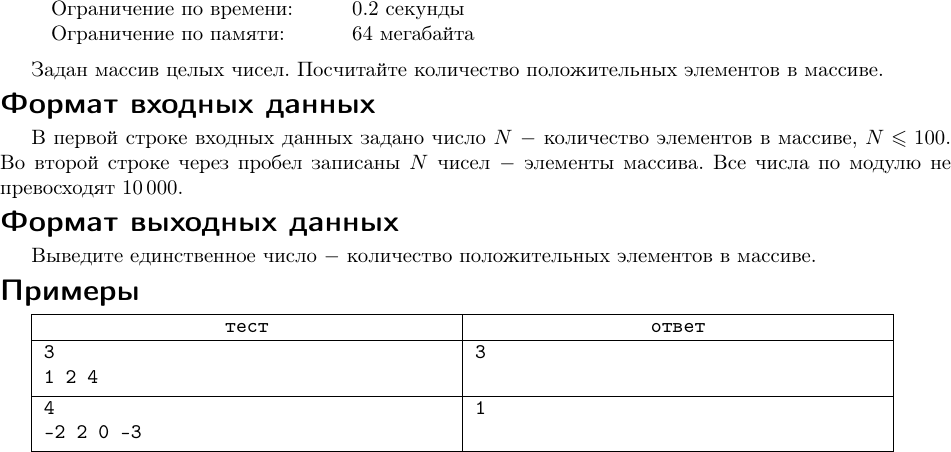 Ограничение по времени: 0.2 секунды
Ограничение по памяти: 64 мегабайта
Задан массив целых чисел. Посчитайте количество положительных элементов в массиве.
Формат входных данных
В первой строке входных данных задано число N − количество элементов в массиве, N ⩽ 100.
Во второй строке через пробел записаны N чисел − элементы массива. Все числа по модулю не
превосходят 10 000.
Формат выходных данных
Выведите единственное число − количество положительных элементов в массиве.
Примеры
тест ответ
3 3
1 2 4
4 1
-2 2 0 -3